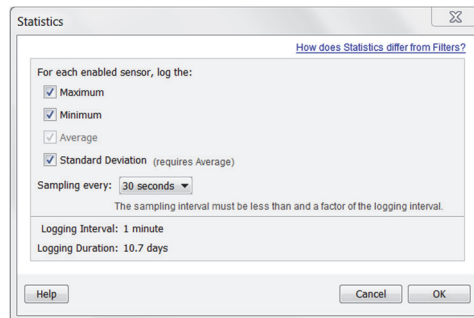 Statistics
How does Statistics differ from Filters?
For each enabled sensor, log the:
Maximum
Minimum
Average
Standard Deviation (requires Average)
Sampling every: 30 seconds
The sampling interval must be less than and a factor of the logging interval.
Logging Interval: 1 minute
Logging Duration: 10.7 days
Help Cancel OK